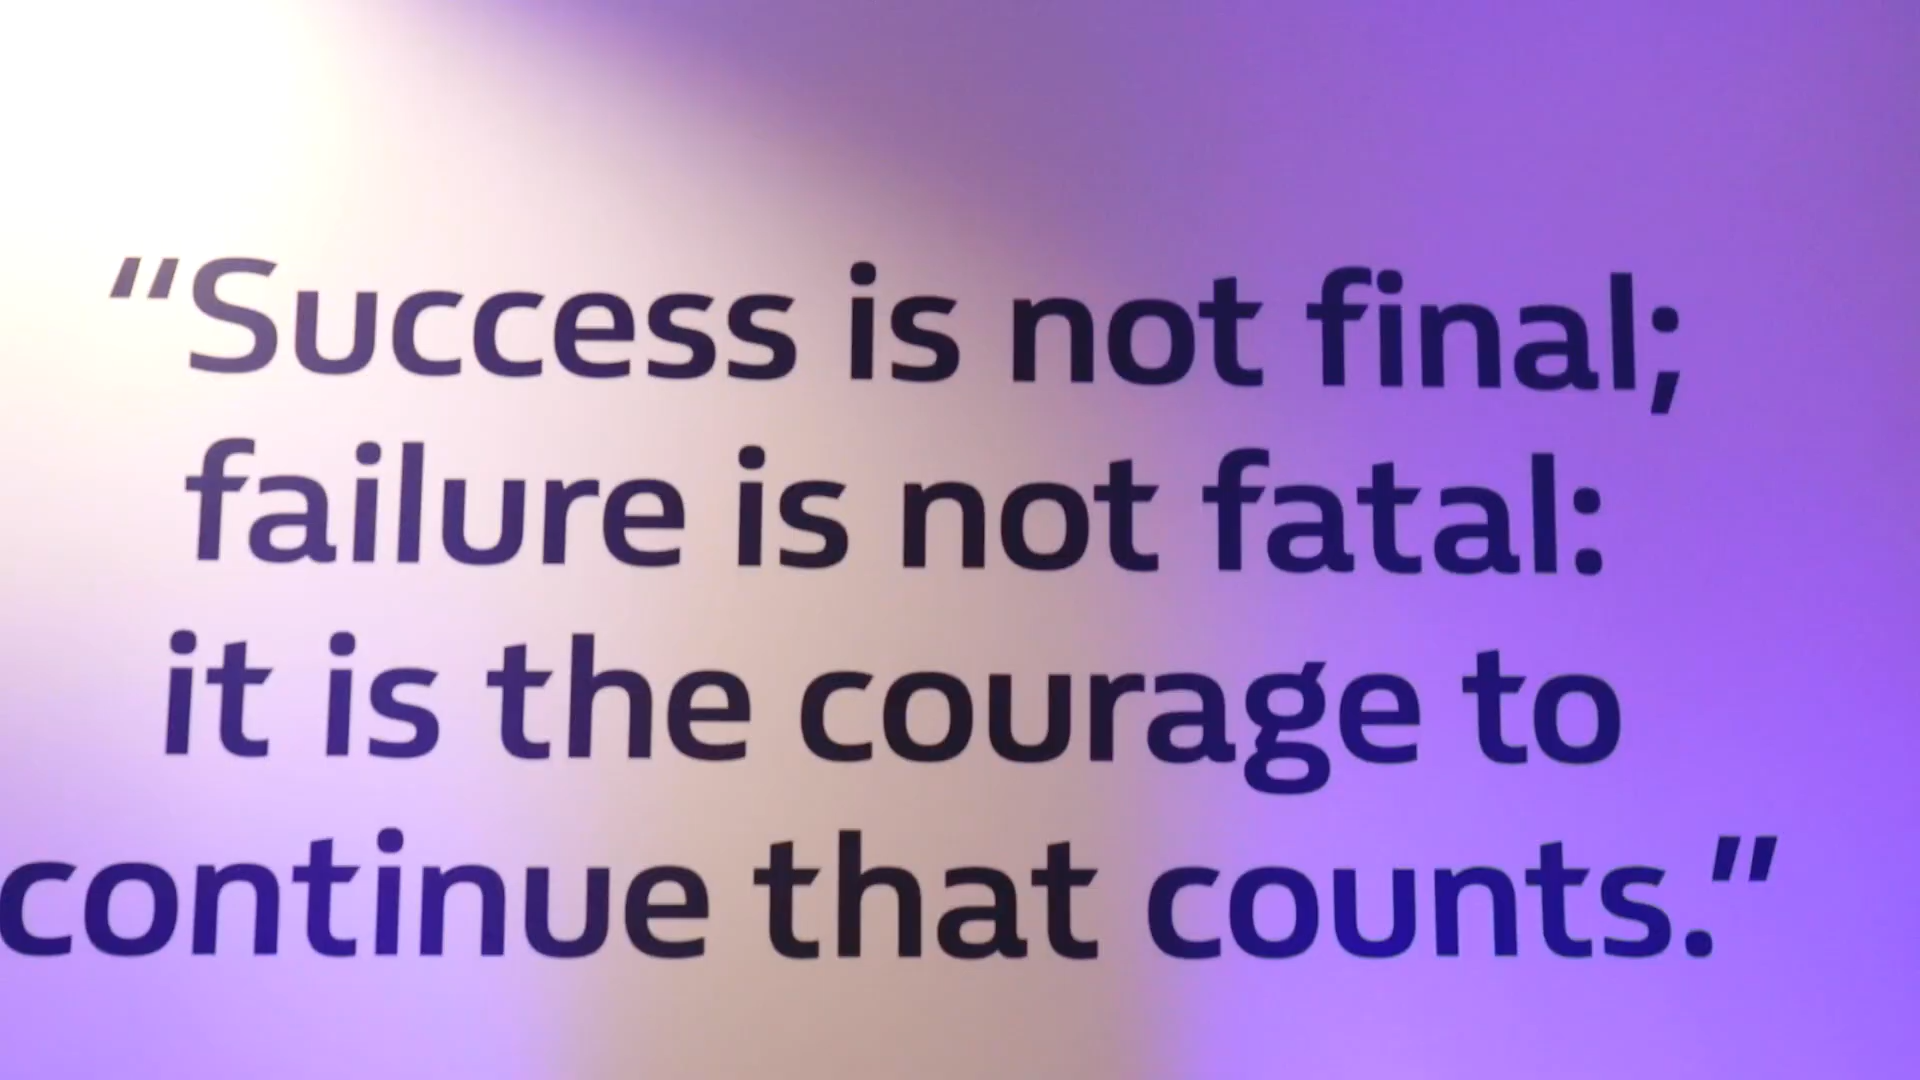 “Success is not final;
failure is not fatal:
it is the courage to
continue that counts.”